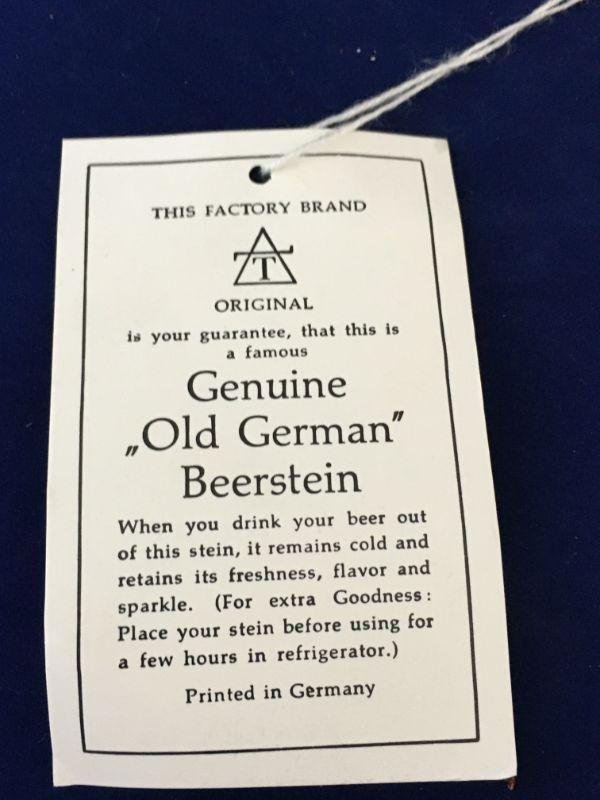 THIS FACTORY BRAND
T
ORIGINAL
is your guarantee, that this is
a famous
Genuine
„Old German”
Beerstein
When you drink your beer out
of this stein, it remains cold and
retains its freshness, flavor and
sparkle. (For extra Goodness:
Place your stein before using for
a few hours in refrigerator.)
Printed in Germany